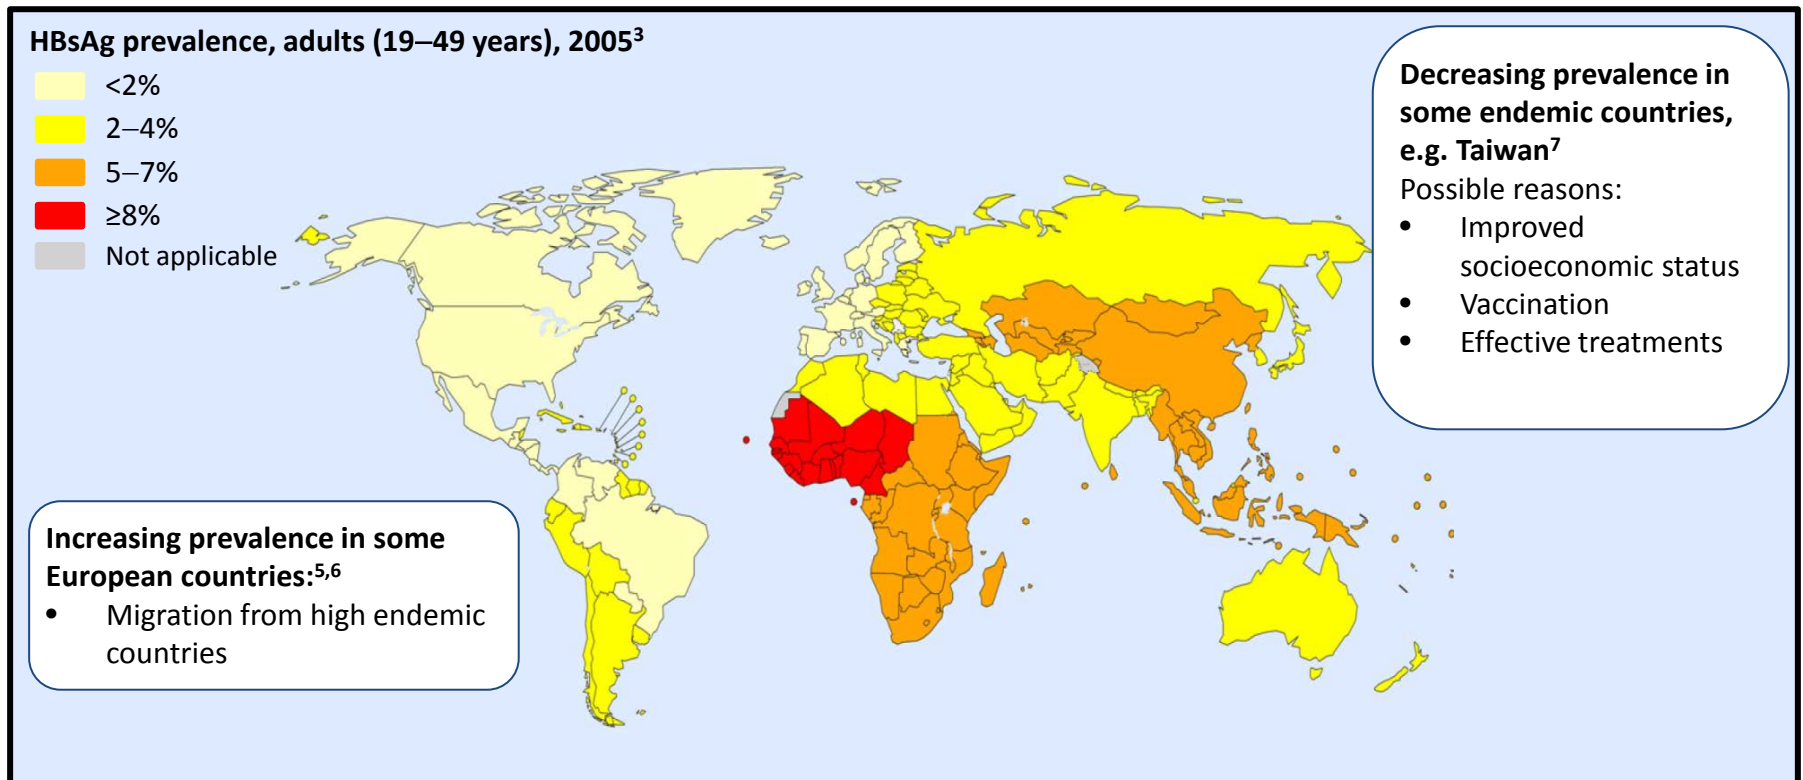 HBsAg prevalence, adults (19–49 years), 2005³
<2%
2–4%
5–7%
≥8%
Not applicable
Decreasing prevalence in
some endemic countries,
e.g. Taiwan⁷
Possible reasons:
• Improved
socioeconomic status
• Vaccination
• Effective treatments
Increasing prevalence in some
European countries:⁵,⁶
• Migration from high endemic
countries